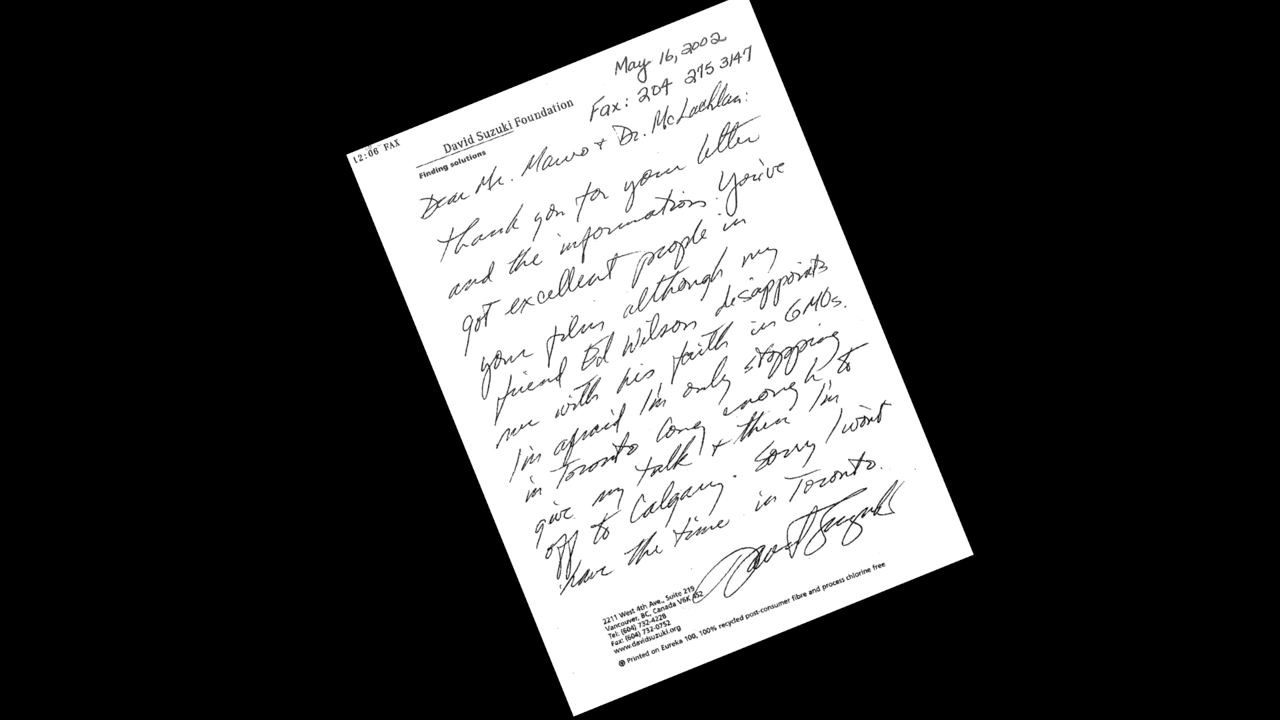 May 16, 2002
Fax: 204 275 3147
12:06 FAX
David Suzuki Foundation
Finding solutions
Dear Mr. Mauro + Dr. McLachlan:
Thank you for your letter
and the information. You've
got excellent people in
your film although my
friend Ed Wilson disappoints
me with his faith in GMOs.
I'm afraid I'm only stopping
in Toronto long enough to
give my talk + then I'm
off to Calgary. Sorry I won't
have the time in Toronto.
David Suzuki
2211 West 4th Ave., Suite 219
Vancouver, BC, Canada V6K 4S2
Tel: (604) 732-4228
Fax: (604) 732-0752
www.davidsuzuki.org
Printed on Eureka 100, 100% recycled post-consumer fibre and process chlorine free